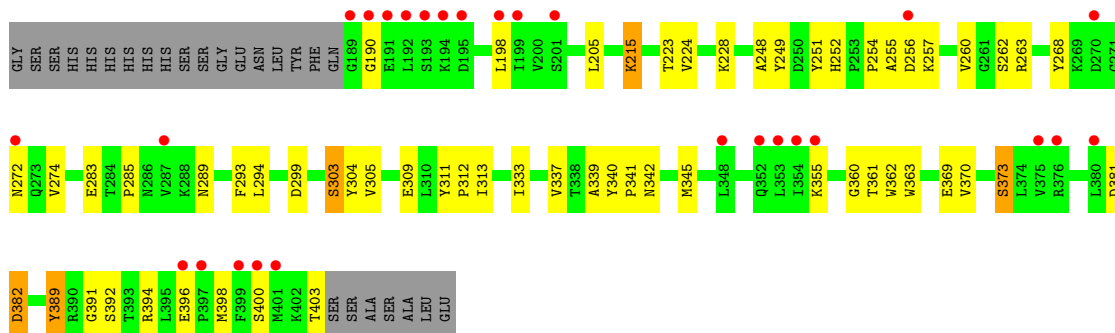 GLY SER SER HIS HIS HIS HIS HIS HIS SER SER GLY GLU ASN LEU TYR PHE GLN G189 G190 E191 L192 S193 K194 D195 L198 I199 V200 S201 L205 K215 T223 V224 K228 A248 Y249 D250 Y251 H252 P253 P254 A255 D256 K257 V260 G261 S262 R263 Y268 K269 D270 G271
N272 Q273 V274 E283 T284 P285 N286 V287 K288 N289 F293 L294 D299 S303 Y304 V305 E309 L310 Y311 P312 I313 I333 V337 T338 A339 Y340 P341 N342 M345 L348 Q352 L353 I354 K355 G360 T361 W362 W363 E369 V370 S373 L374 V375 R376 L380
D382 Y389 R390 G391 S392 T393 R394 L395 E396 P397 M398 F399 S400 M401 K402 T403 SER SER ALA SER ALA LEU GLU